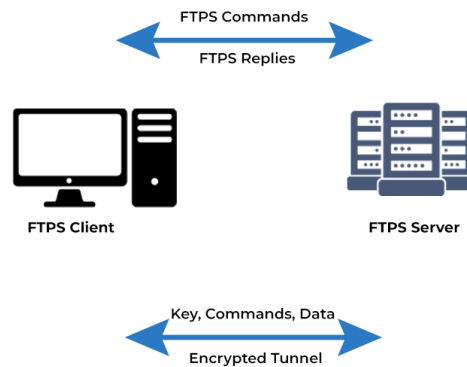 FTPS Commands
FTPS Replies
FTPS Client
FTPS Server
Key, Commands, Data
Encrypted Tunnel